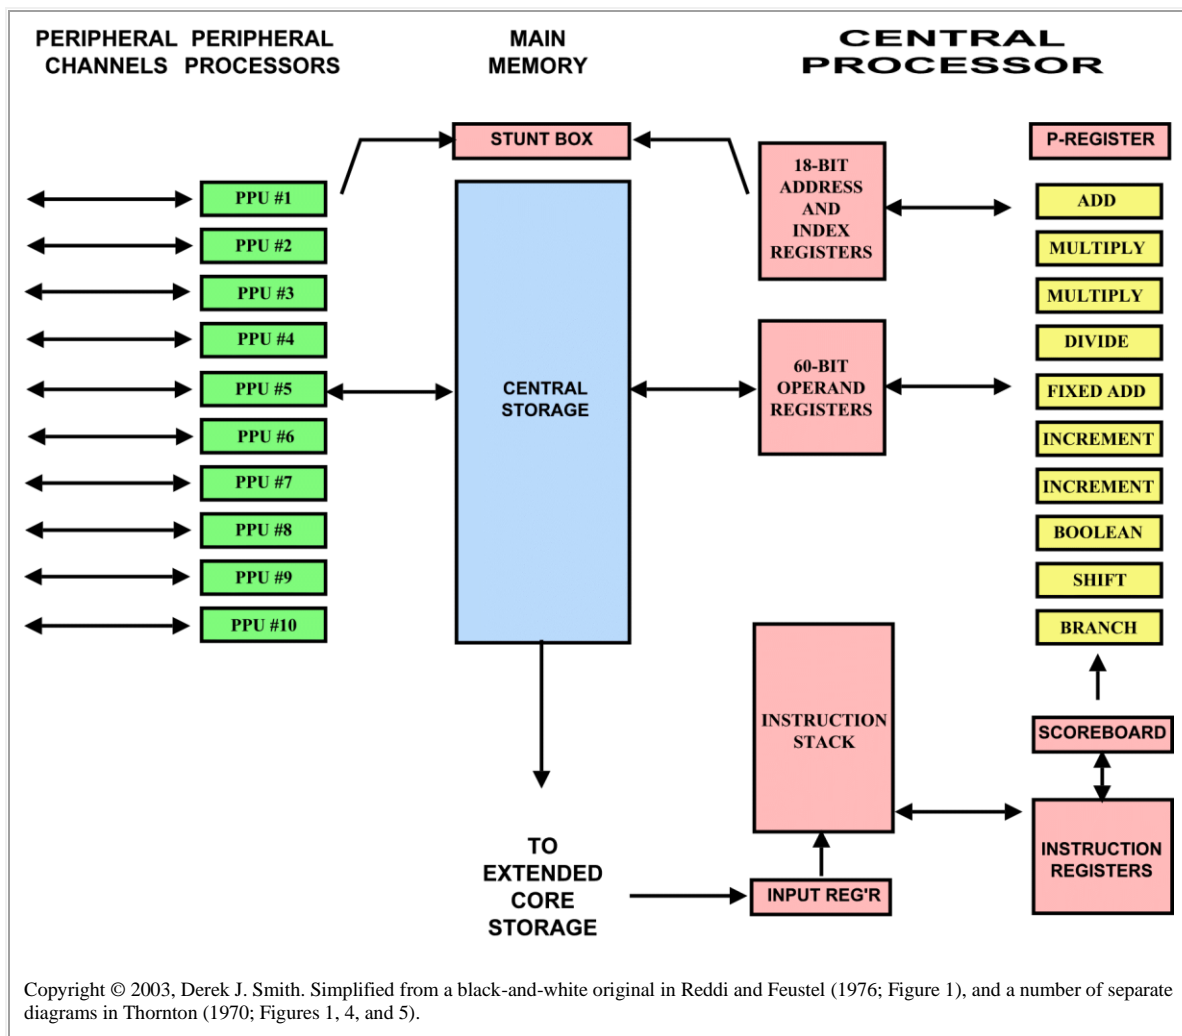 PERIPHERAL CHANNELS
PERIPHERAL PROCESSORS
MAIN MEMORY
CENTRAL PROCESSOR
STUNT BOX
P-REGISTER
18-BIT
ADDRESS
AND
INDEX
REGISTERS
PPU #1
PPU #2
PPU #3
PPU #4
PPU #5
PPU #6
PPU #7
PPU #8
PPU #9
PPU #10
CENTRAL
STORAGE
60-BIT
OPERAND
REGISTERS
ADD
MULTIPLY
MULTIPLY
DIVIDE
FIXED ADD
INCREMENT
INCREMENT
BOOLEAN
SHIFT
BRANCH
INSTRUCTION
STACK
SCOREBOARD
INSTRUCTION
REGISTERS
INPUT REG'R
TO
EXTENDED
CORE
STORAGE
Copyright © 2003, Derek J. Smith. Simplified from a black-and-white original in Reddi and Feustel (1976; Figure 1), and a number of separate
diagrams in Thornton (1970; Figures 1, 4, and 5).